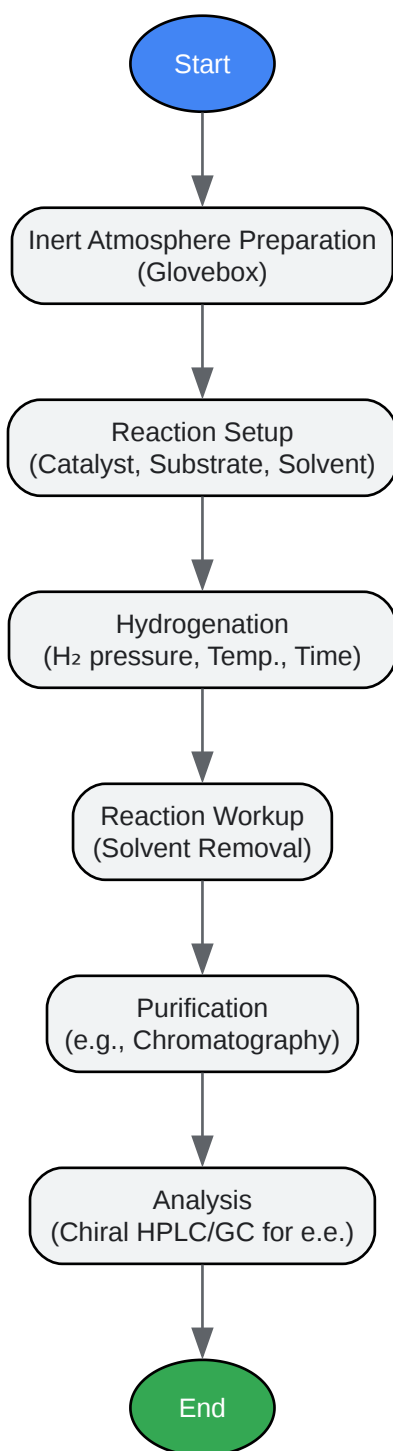 Start
Inert Atmosphere Preparation
(Glovebox)
Reaction Setup
(Catalyst, Substrate, Solvent)
Hydrogenation
(H₂ pressure, Temp., Time)
Reaction Workup
(Solvent Removal)
Purification
(e.g., Chromatography)
Analysis
(Chiral HPLC/GC for e.e.)
End